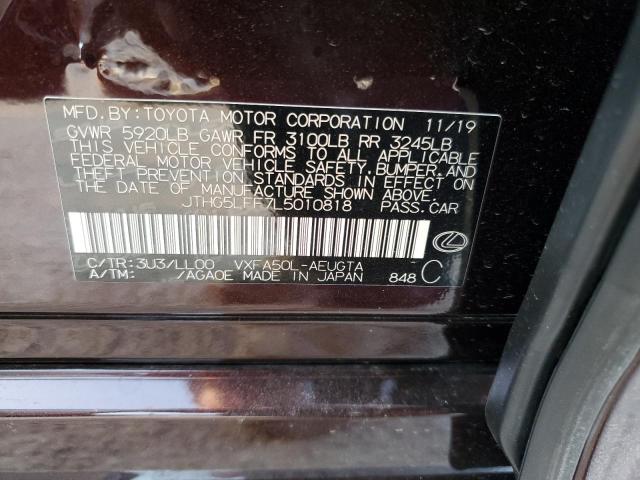 MFD. BY: TOYOTA MOTOR CORPORATION 11/19
GVWR 5920LB GAWR FR 3100LB RR 3245LB
THIS VEHICLE CONFORMS TO ALL APPLICABLE
FEDERAL MOTOR VEHICLE SAFETY, BUMPER, AND
THEFT PREVENTION STANDARDS IN EFFECT ON
THE DATE OF MANUFACTURE SHOWN ABOVE.
PASS. CAR
C/TR: 3U3/LL00 VXFA50L-AEUGTA
A/TM: /AGA0E MADE IN JAPAN 848 C